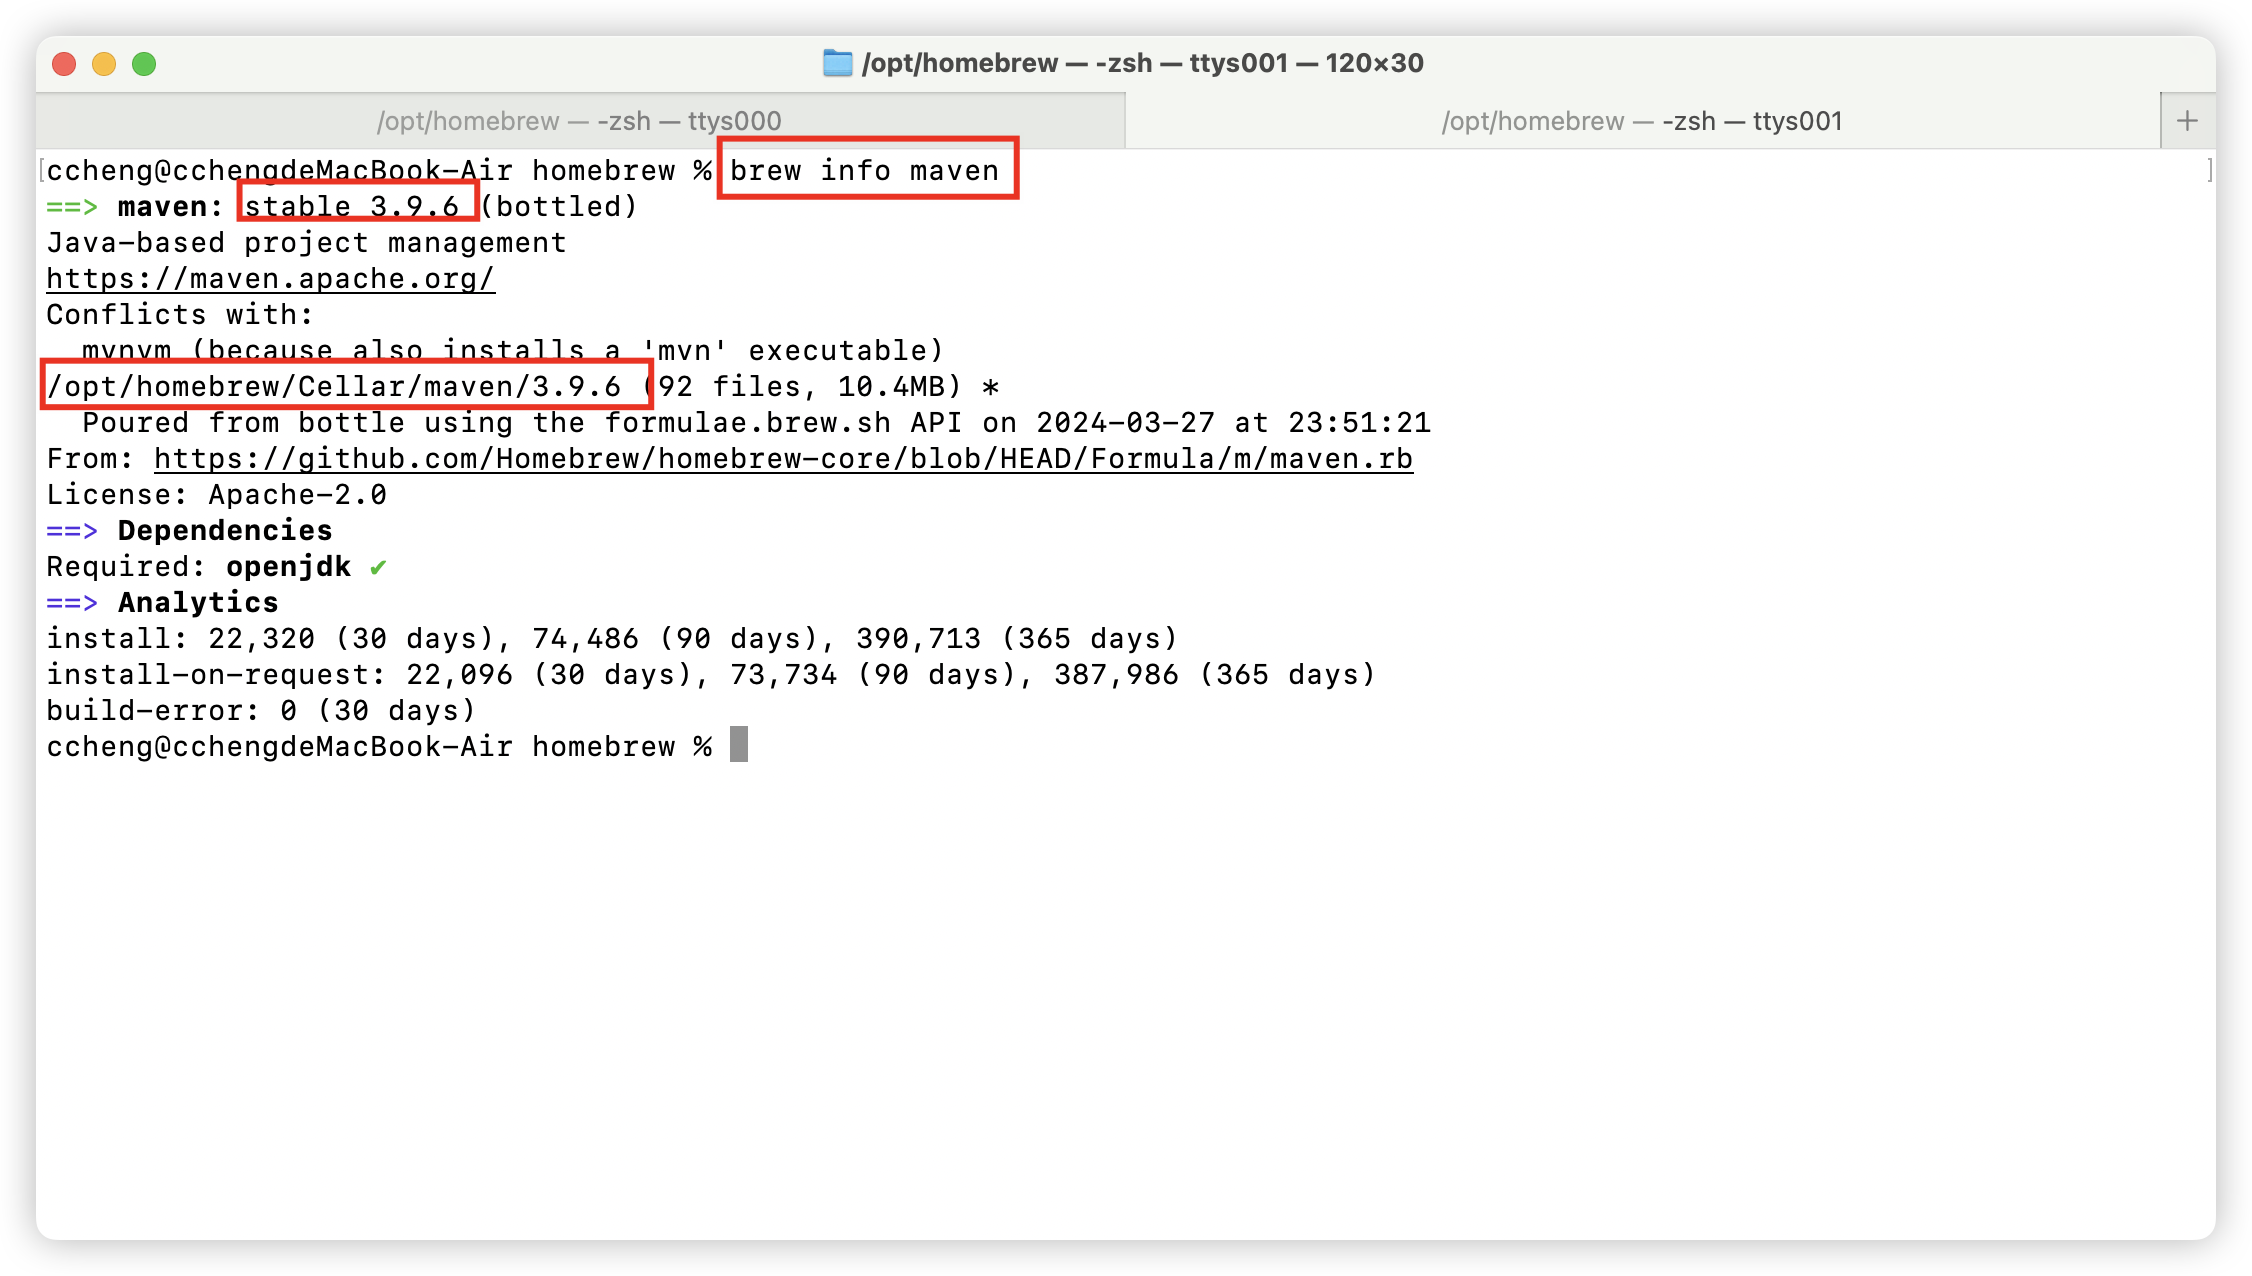 /opt/homebrew — -zsh — ttys001 — 120×30
/opt/homebrew — -zsh — ttys000
/opt/homebrew — -zsh — ttys001
+
[ccheng@cchengdeMacBook-Air homebrew % brew info maven ]
==> maven: stable 3.9.6 (bottled)
Java-based project management
https://maven.apache.org/
Conflicts with:
  mvnvm (because also installs a 'mvn' executable)
/opt/homebrew/Cellar/maven/3.9.6 (92 files, 10.4MB) *
  Poured from bottle using the formulae.brew.sh API on 2024-03-27 at 23:51:21
From: https://github.com/Homebrew/homebrew-core/blob/HEAD/Formula/m/maven.rb
License: Apache-2.0
==> Dependencies
Required: openjdk ✔
==> Analytics
install: 22,320 (30 days), 74,486 (90 days), 390,713 (365 days)
install-on-request: 22,096 (30 days), 73,734 (90 days), 387,986 (365 days)
build-error: 0 (30 days)
ccheng@cchengdeMacBook-Air homebrew %